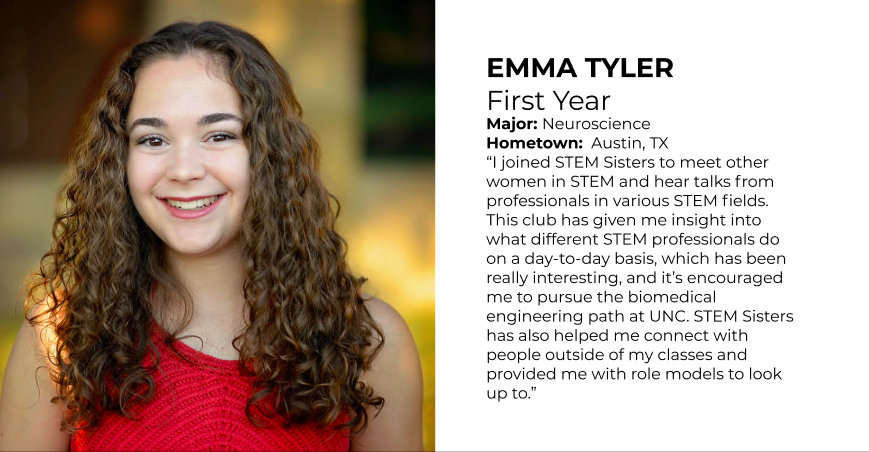 EMMA TYLER
First Year
Major: Neuroscience
Hometown:  Austin, TX
“I joined STEM Sisters to meet other
women in STEM and hear talks from
professionals in various STEM fields.
This club has given me insight into
what different STEM professionals do
on a day-to-day basis, which has been
really interesting, and it’s encouraged
me to pursue the biomedical
engineering path at UNC. STEM Sisters
has also helped me connect with
people outside of my classes and
provided me with role models to look
up to.”